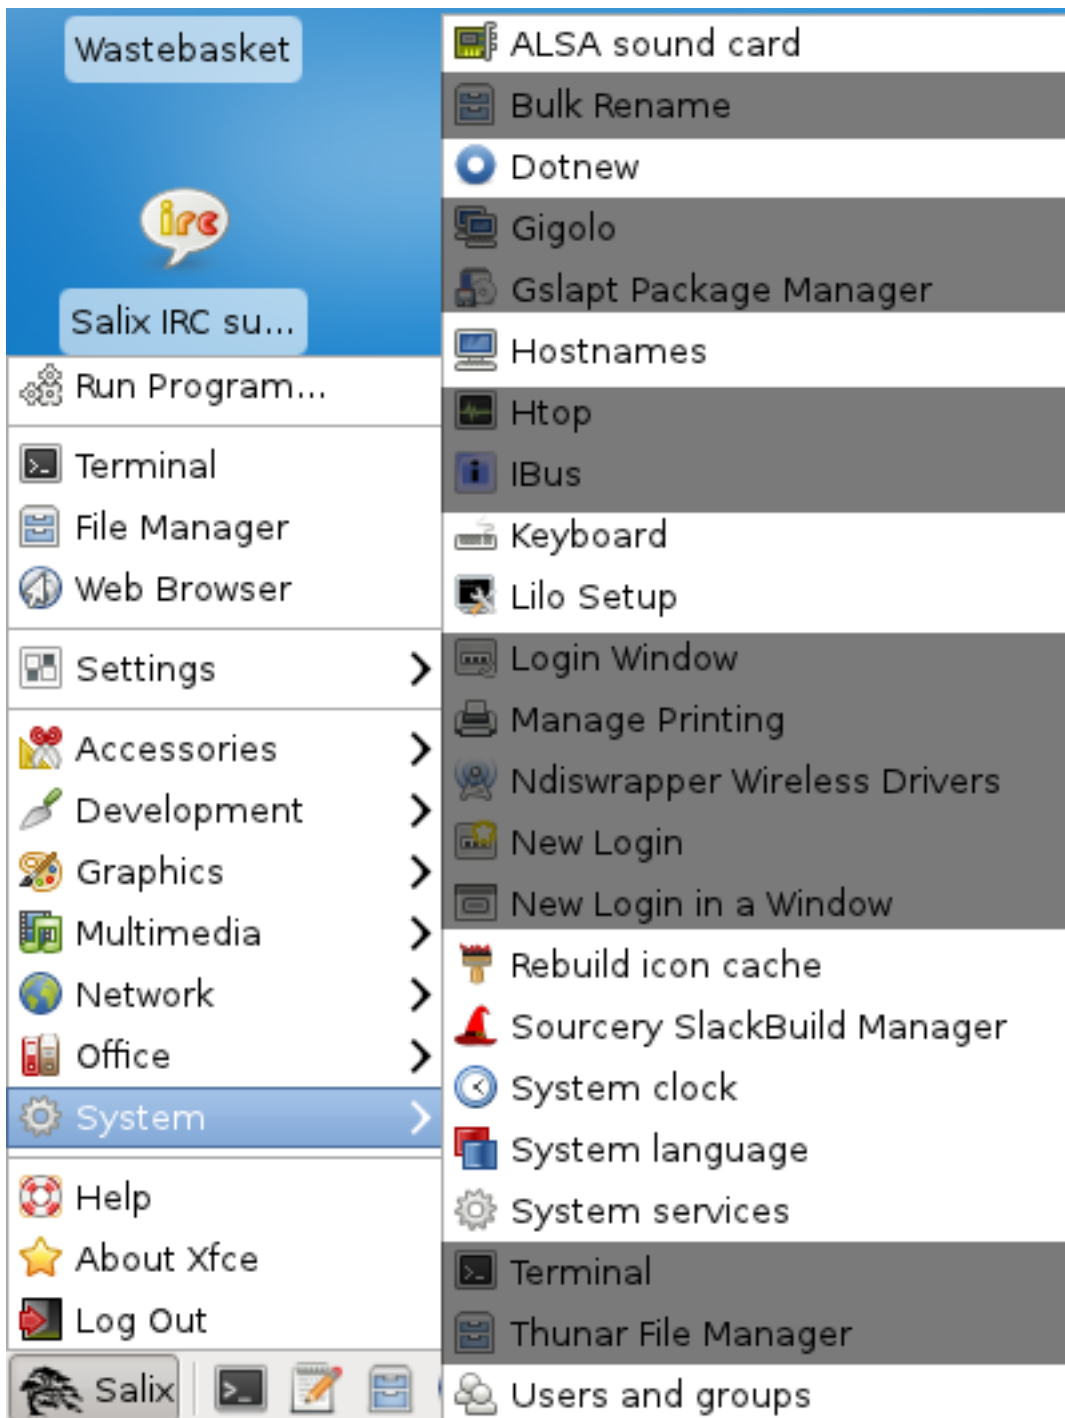 Wastebasket
irc
Salix IRC su...
Run Program...
Terminal
File Manager
Web Browser
Settings
Accessories
Development
Graphics
Multimedia
Network
Office
System
Help
About Xfce
Log Out
Salix
ALSA sound card
Bulk Rename
Dotnew
Gigolo
Gslapt Package Manager
Hostnames
Htop
IBus
Keyboard
Lilo Setup
Login Window
Manage Printing
Ndiswrapper Wireless Drivers
New Login
New Login in a Window
Rebuild icon cache
Sourcery SlackBuild Manager
System clock
System language
System services
Terminal
Thunar File Manager
Users and groups